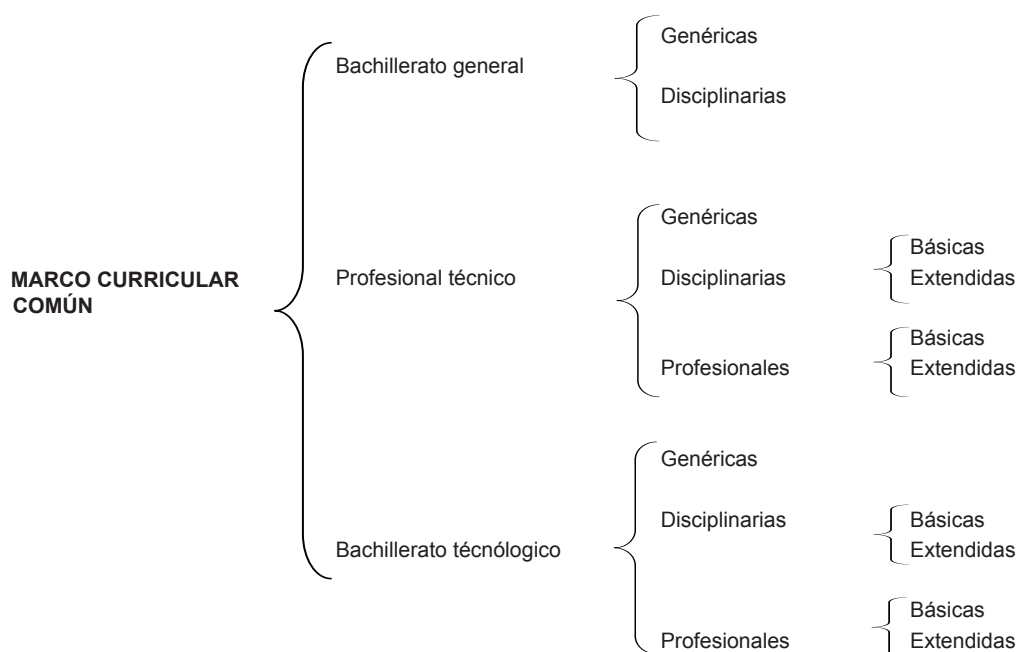 MARCO CURRICULAR
COMÚN
Bachillerato general
Genéricas
Disciplinarias
Profesional técnico
Genéricas
Disciplinarias
Básicas
Extendidas
Profesionales
Básicas
Extendidas
Bachillerato técnólogico
Genéricas
Disciplinarias
Básicas
Extendidas
Profesionales
Básicas
Extendidas